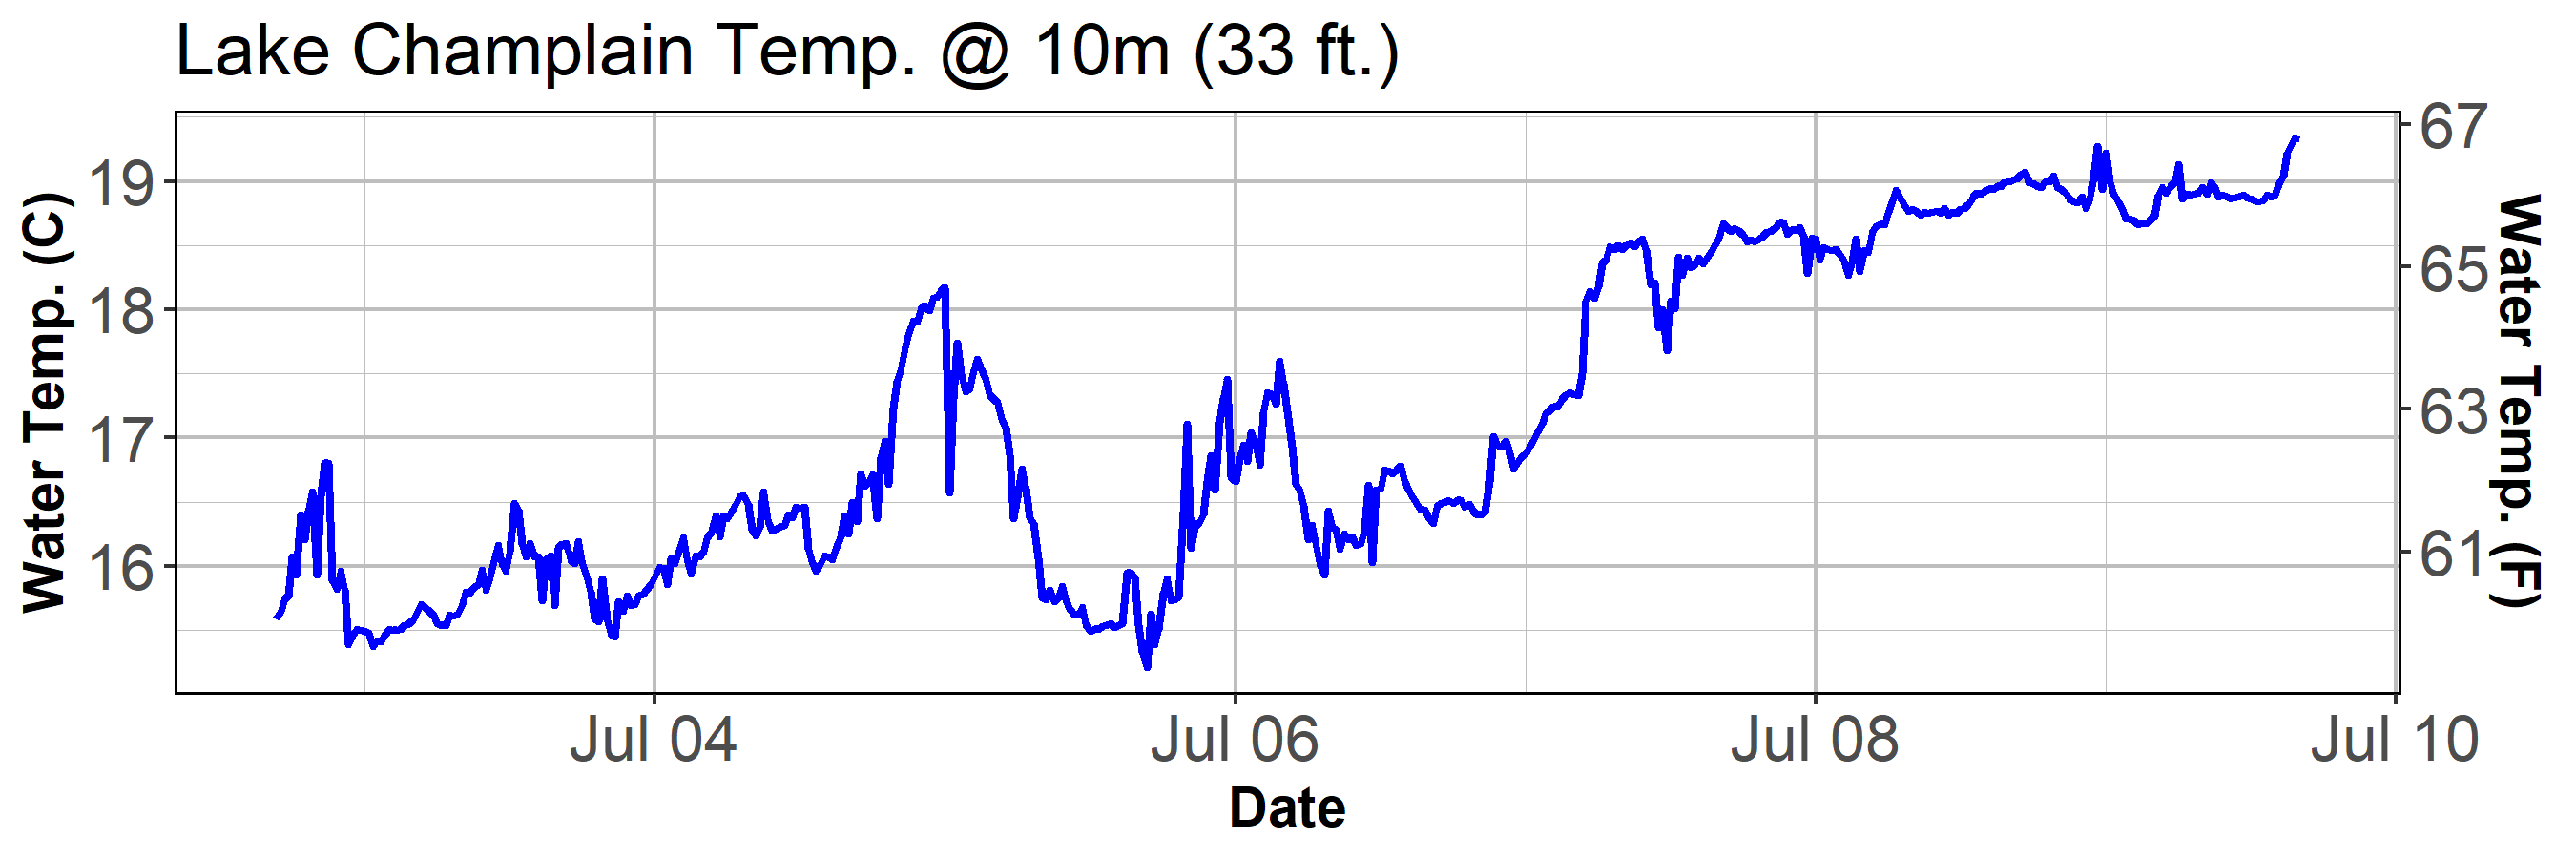 Lake Champlain Temp. @ 10m (33 ft.)
Water Temp. (C)
19
18
17
16
67
65
63
61
Water Temp. (F)
Jul 04
Jul 06
Jul 08
Jul 10
Date